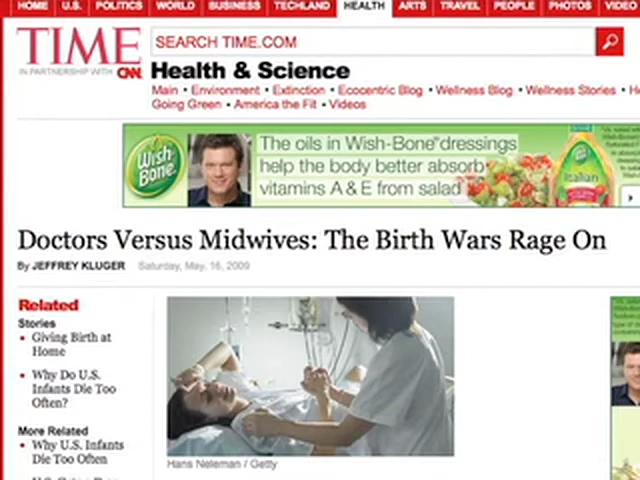 HOME U.S. POLITICS WORLD BUSINESS TECHLAND HEALTH ARTS TRAVEL PEOPLE PHOTOS VIDEO
TIME
IN PARTNERSHIP WITH CNN
SEARCH TIME.COM
Health & Science
Main • Environment • Extinction • Ecocentric Blog • Wellness Blog • Wellness Stories • He
Going Green • America the Fit • Videos
Wish-Bone
The oils in Wish-Bone® dressings
help the body better absorb
vitamins A & E from salad
Italian
Doctors Versus Midwives: The Birth Wars Rage On
By JEFFREY KLUGER Saturday, May. 16, 2009
Related
Stories
• Giving Birth at
Home
• Why Do U.S.
Infants Die Too
Often?
More Related
• Why U.S. Infants
Die Too Often
Hans Neleman / Getty